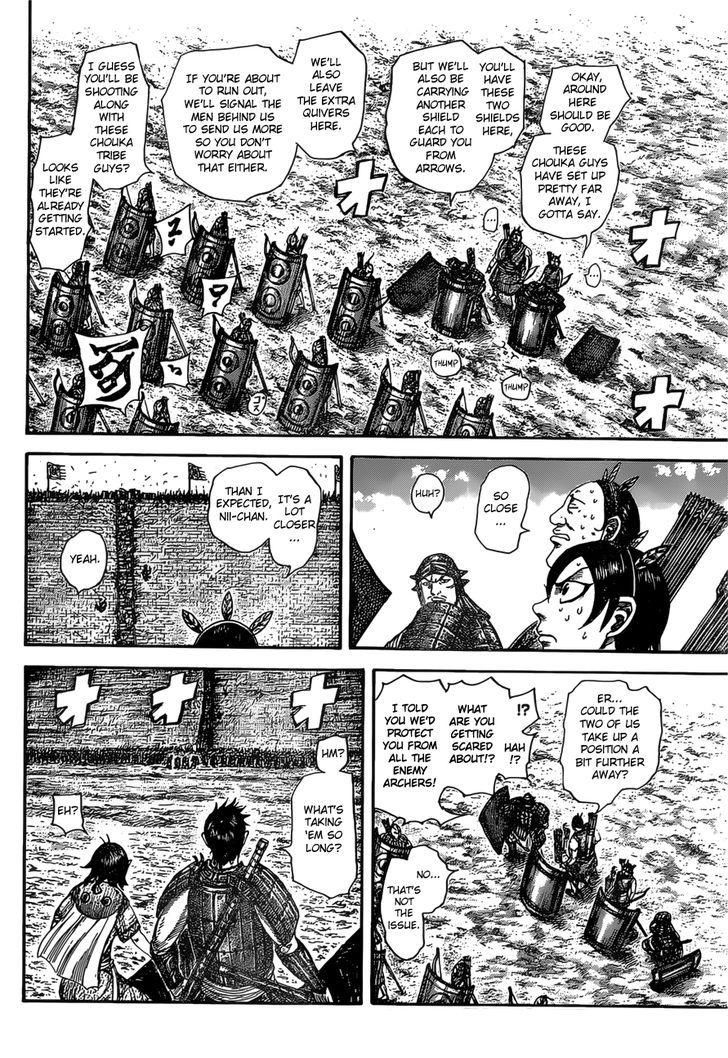 OKAY,
AROUND
HERE
SHOULD BE
GOOD.
THESE
CHOUKA GUYS
HAVE SET UP
PRETTY FAR
AWAY, I
GOTTA SAY.
YOU'LL
HAVE
THESE
TWO
SHIELDS
HERE,
BUT WE'LL
ALSO BE
CARRYING
ANOTHER
SHIELD
EACH TO
GUARD YOU
FROM
ARROWS.
WE'LL
ALSO
LEAVE
THE EXTRA
QUIVERS
HERE.
IF YOU'RE ABOUT
TO RUN OUT,
WE'LL SIGNAL THE
MEN BEHIND US
TO SEND US MORE
SO YOU DON'T
WORRY ABOUT
THAT EITHER.
I GUESS
YOU'LL BE
SHOOTING
ALONG
WITH
THESE
CHOUKA
TRIBE
GUYS?
LOOKS
LIKE
THEY'RE
ALREADY
GETTING
STARTED.
オ
オ
オ
...
...
THUMP
THUMP
SO
CLOSE
...
HUH?
IT'S A
LOT
CLOSER
...
THAN I
EXPECTED,
NII-CHAN.
YEAH.
ER...
COULD
THE
TWO OF US
TAKE UP A
POSITION A
BIT FURTHER
AWAY?
!?
HAH
!?
WHAT
ARE YOU
GETTING
SCARED
ABOUT!?
I TOLD
YOU WE'D
PROTECT
YOU FROM
ALL THE
ENEMY
ARCHERS!
NO...
THAT'S
NOT THE
ISSUE.
オ オ オ
HM?
WHAT'S
TAKING
'EM SO
LONG?
EH?